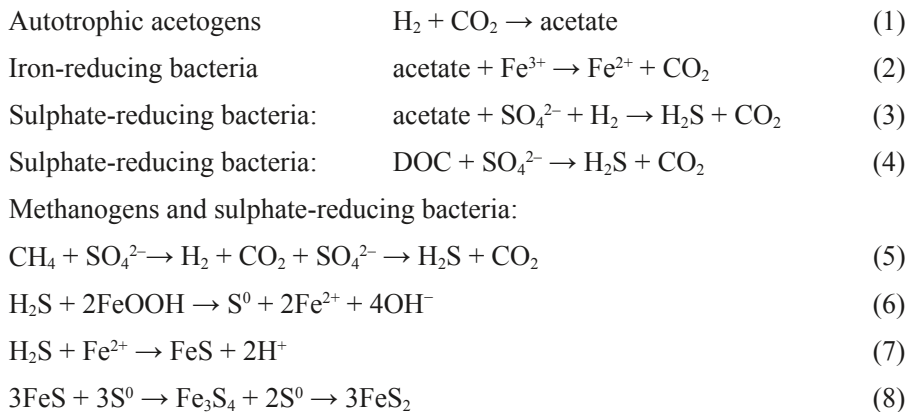 Autotrophic acetogens H₂ + CO₂ → acetate (1)
Iron-reducing bacteria acetate + Fe³⁺ → Fe²⁺ + CO₂ (2)
Sulphate-reducing bacteria: acetate + SO₄²⁻ + H₂ → H₂S + CO₂ (3)
Sulphate-reducing bacteria: DOC + SO₄²⁻ → H₂S + CO₂ (4)
Methanogens and sulphate-reducing bacteria:
CH₄ + SO₄²⁻ → H₂ + CO₂ + SO₄²⁻ → H₂S + CO₂ (5)
H₂S + 2FeOOH → S⁰ + 2Fe²⁺ + 4OH⁻ (6)
H₂S + Fe²⁺ → FeS + 2H⁺ (7)
3FeS + 3S⁰ → Fe₃S₄ + 2S⁰ → 3FeS₂ (8)